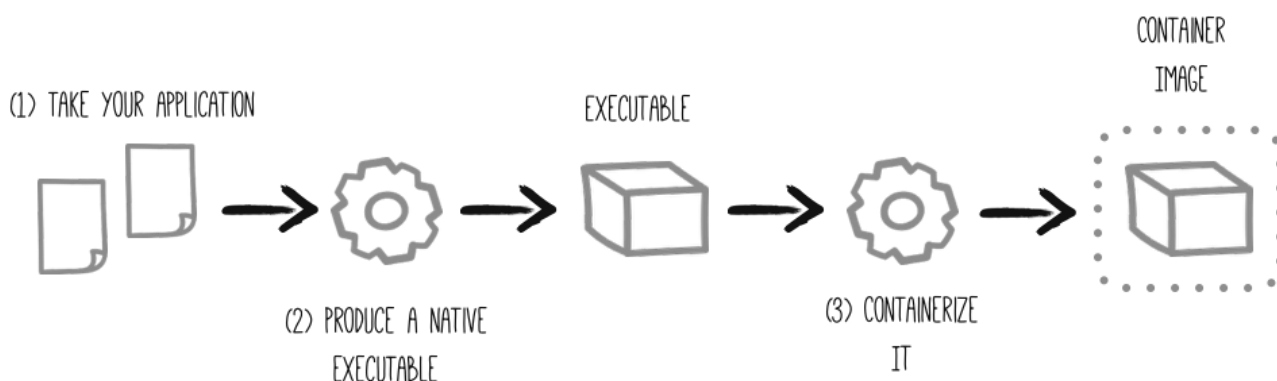 (1) TAKE YOUR APPLICATION
(2) PRODUCE A NATIVE
EXECUTABLE
EXECUTABLE
(3) CONTAINERIZE
IT
CONTAINER
IMAGE